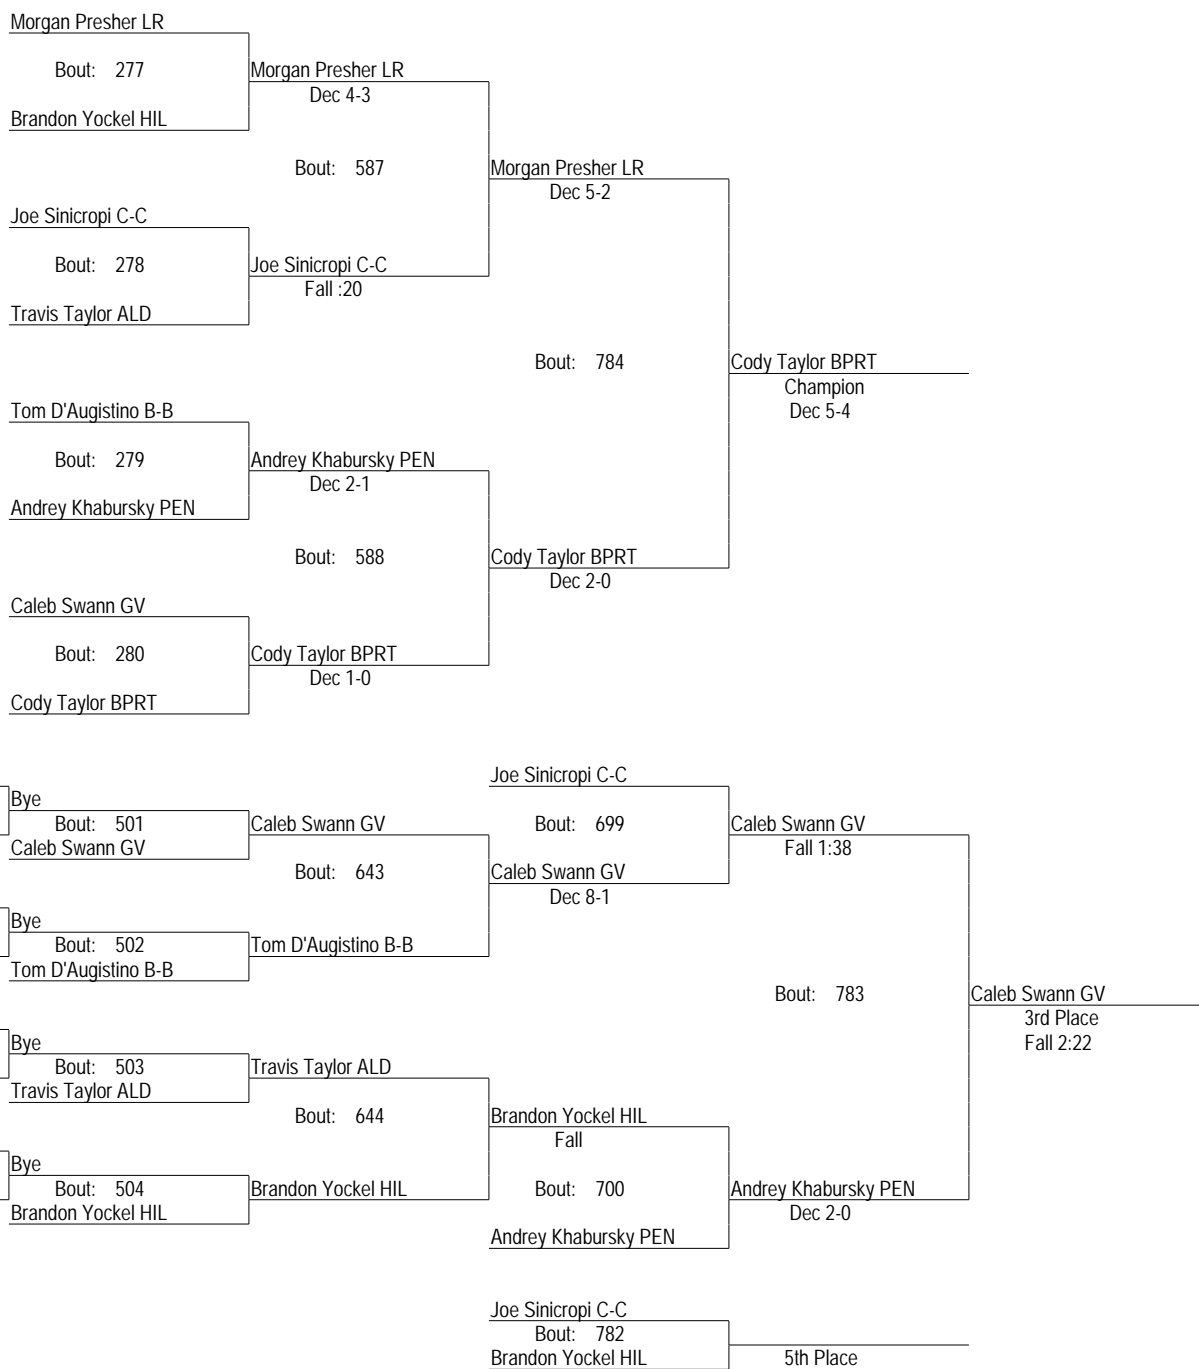 Morgan Presher LR
Bout: 277
Morgan Presher LR
Dec 4-3
Brandon Yockel HIL
Bout: 587
Morgan Presher LR
Dec 5-2
Joe Sinicropi C-C
Bout: 278
Joe Sinicropi C-C
Fall :20
Travis Taylor ALD
Bout: 784
Cody Taylor BPRT
Champion
Dec 5-4
Tom D'Augistino B-B
Bout: 279
Andrey Khabursky PEN
Dec 2-1
Andrey Khabursky PEN
Bout: 588
Cody Taylor BPRT
Dec 2-0
Caleb Swann GV
Bout: 280
Cody Taylor BPRT
Dec 1-0
Cody Taylor BPRT
Joe Sinicropi C-C
Bye
Bout: 501
Caleb Swann GV
Bout: 699
Caleb Swann GV
Fall 1:38
Caleb Swann GV
Bout: 643
Caleb Swann GV
Dec 8-1
Bye
Bout: 502
Tom D'Augistino B-B
Tom D'Augistino B-B
Bout: 783
Caleb Swann GV
3rd Place
Fall 2:22
Bye
Bout: 503
Travis Taylor ALD
Travis Taylor ALD
Bout: 644
Brandon Yockel HIL
Fall
Bye
Bout: 504
Brandon Yockel HIL
Bout: 700
Andrey Khabursky PEN
Dec 2-0
Brandon Yockel HIL
Andrey Khabursky PEN
Joe Sinicropi C-C
Bout: 782
Brandon Yockel HIL
5th Place